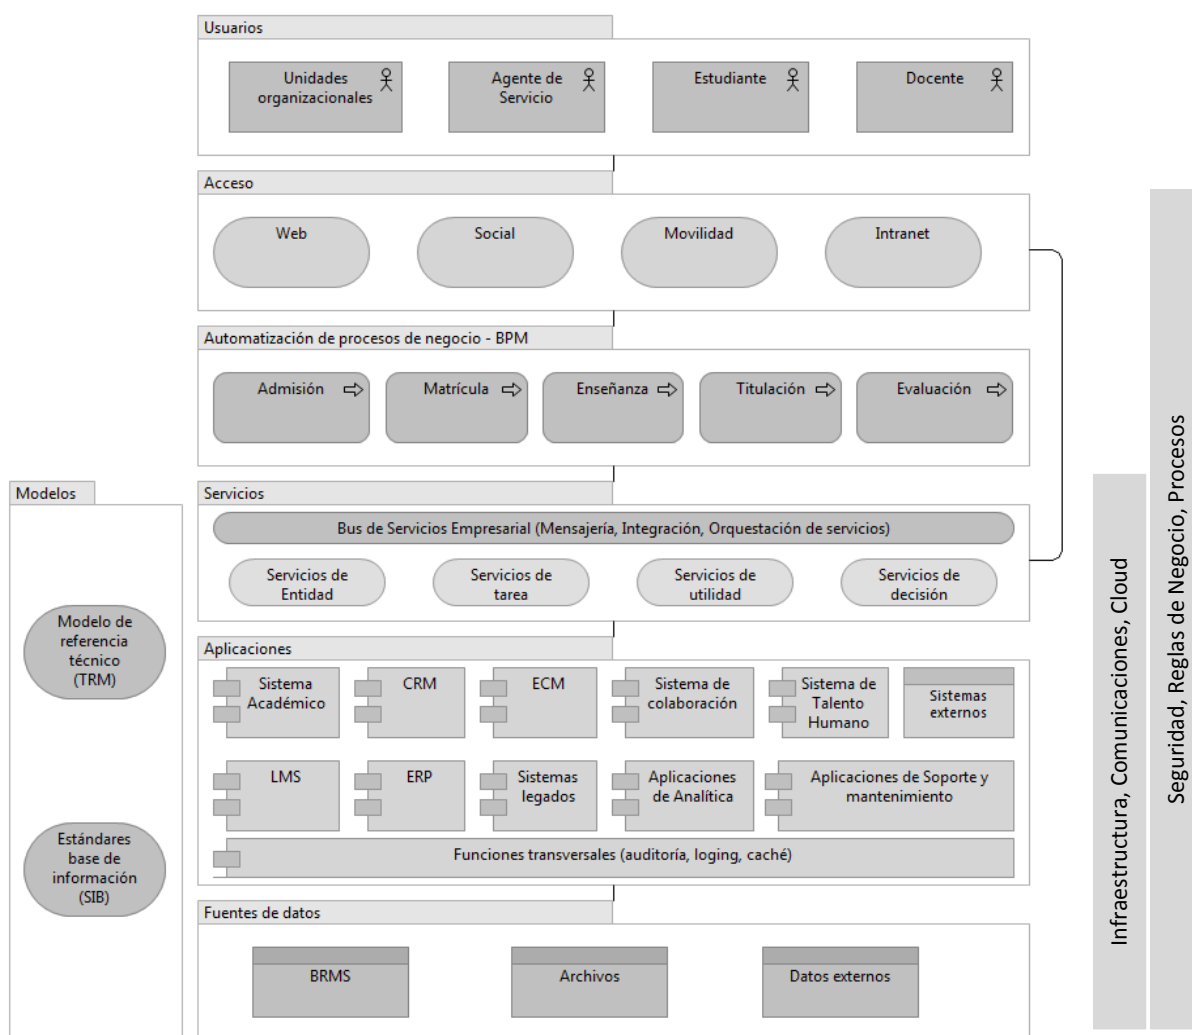 Usuarios
Unidades
organizacionales
Agente de
Servicio
Estudiante
Docente
Acceso
Web
Social
Movilidad
Intranet
Automatización de procesos de negocio - BPM
Admisión
Matrícula
Enseñanza
Titulación
Evaluación
Modelos
Modelo de
referencia
técnico
(TRM)
Estándares
base de
información
(SIB)
Servicios
Bus de Servicios Empresarial (Mensajería, Integración, Orquestación de servicios)
Servicios de
Entidad
Servicios de
tarea
Servicios de
utilidad
Servicios de
decisión
Aplicaciones
Sistema
Académico
CRM
ECM
Sistema de
colaboración
Sistema de
Talento
Humano
Sistemas
externos
LMS
ERP
Sistemas
legados
Aplicaciones
de Analítica
Aplicaciones de Soporte y
mantenimiento
Funciones transversales (auditoría, loging, caché)
Fuentes de datos
BRMS
Archivos
Datos externos
Infraestructura, Comunicaciones, Cloud
Seguridad, Reglas de Negocio, Procesos